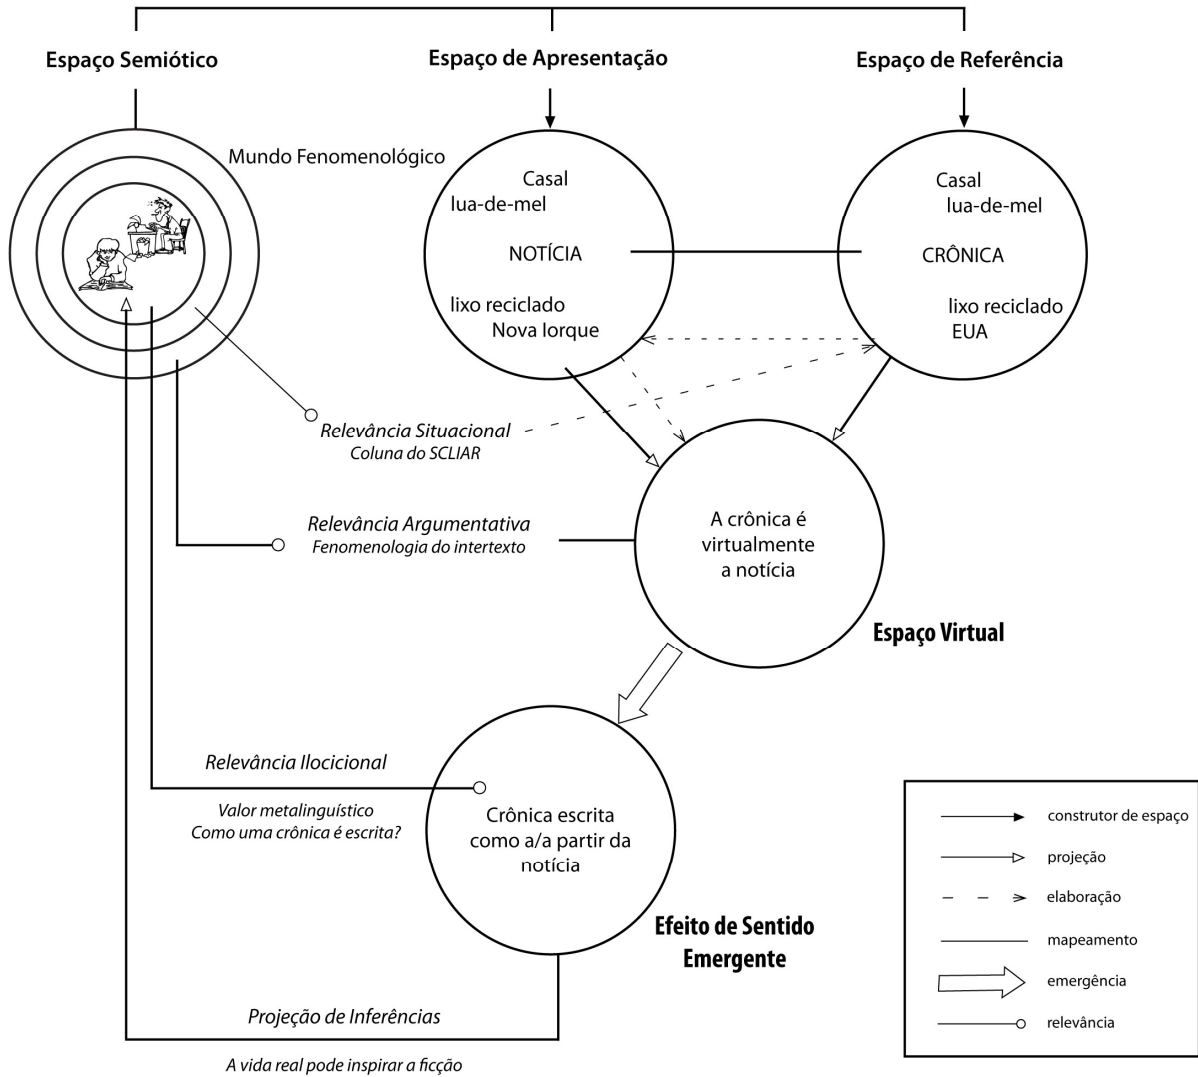 Espaço Semiótico
Espaço de Apresentação
Espaço de Referência
Mundo Fenomenológico
Casal
lua-de-mel
NOTÍCIA
lixo reciclado
Nova Iorque
Casal
lua-de-mel
CRÔNICA
lixo reciclado
EUA
Relevância Situacional
Coluna do SCLIAR
Relevância Argumentativa
Fenomenologia do intertexto
A crônica é
virtualmente
a notícia
Espaço Virtual
Relevância Ilocicional
Valor metalinguístico
Como uma crônica é escrita?
Crônica escrita
como a/a partir da
notícia
Efeito de Sentido
Emergente
Projeção de Inferências
A vida real pode inspirar a ficção
construtor de espaço
projeção
elaboração
mapeamento
emergência
relevância